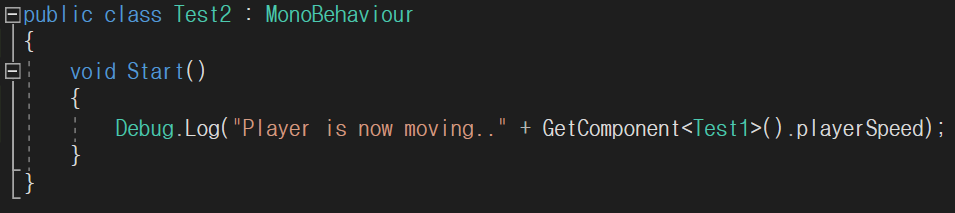 public class Test2 : MonoBehaviour
{
void Start()
{
Debug.Log("Player is now moving.." + GetComponent<Test1>().playerSpeed);
}
}